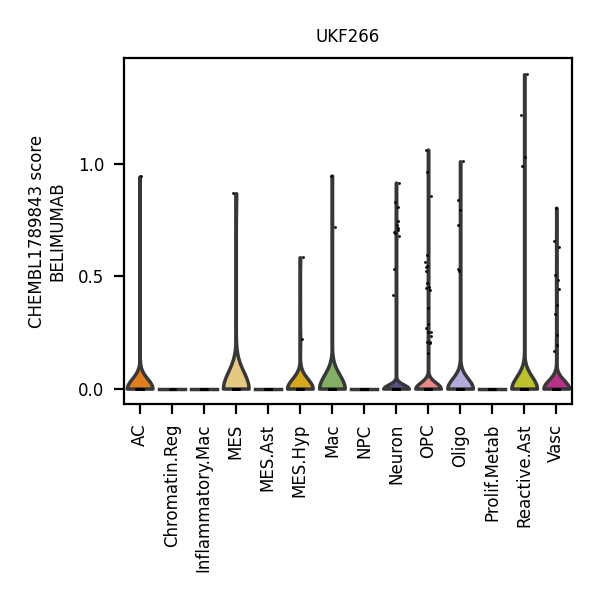 UKF266
CHEMBL1789843 score
BELIMUMAB
1.0
0.5
0.0
AC
Chromatin.Reg
Inflammatory.Mac
MES
MES.Ast
MES.Hyp
Mac
NPC
Neuron
OPC
Oligo
Prolif.Metab
Reactive.Ast
Vasc